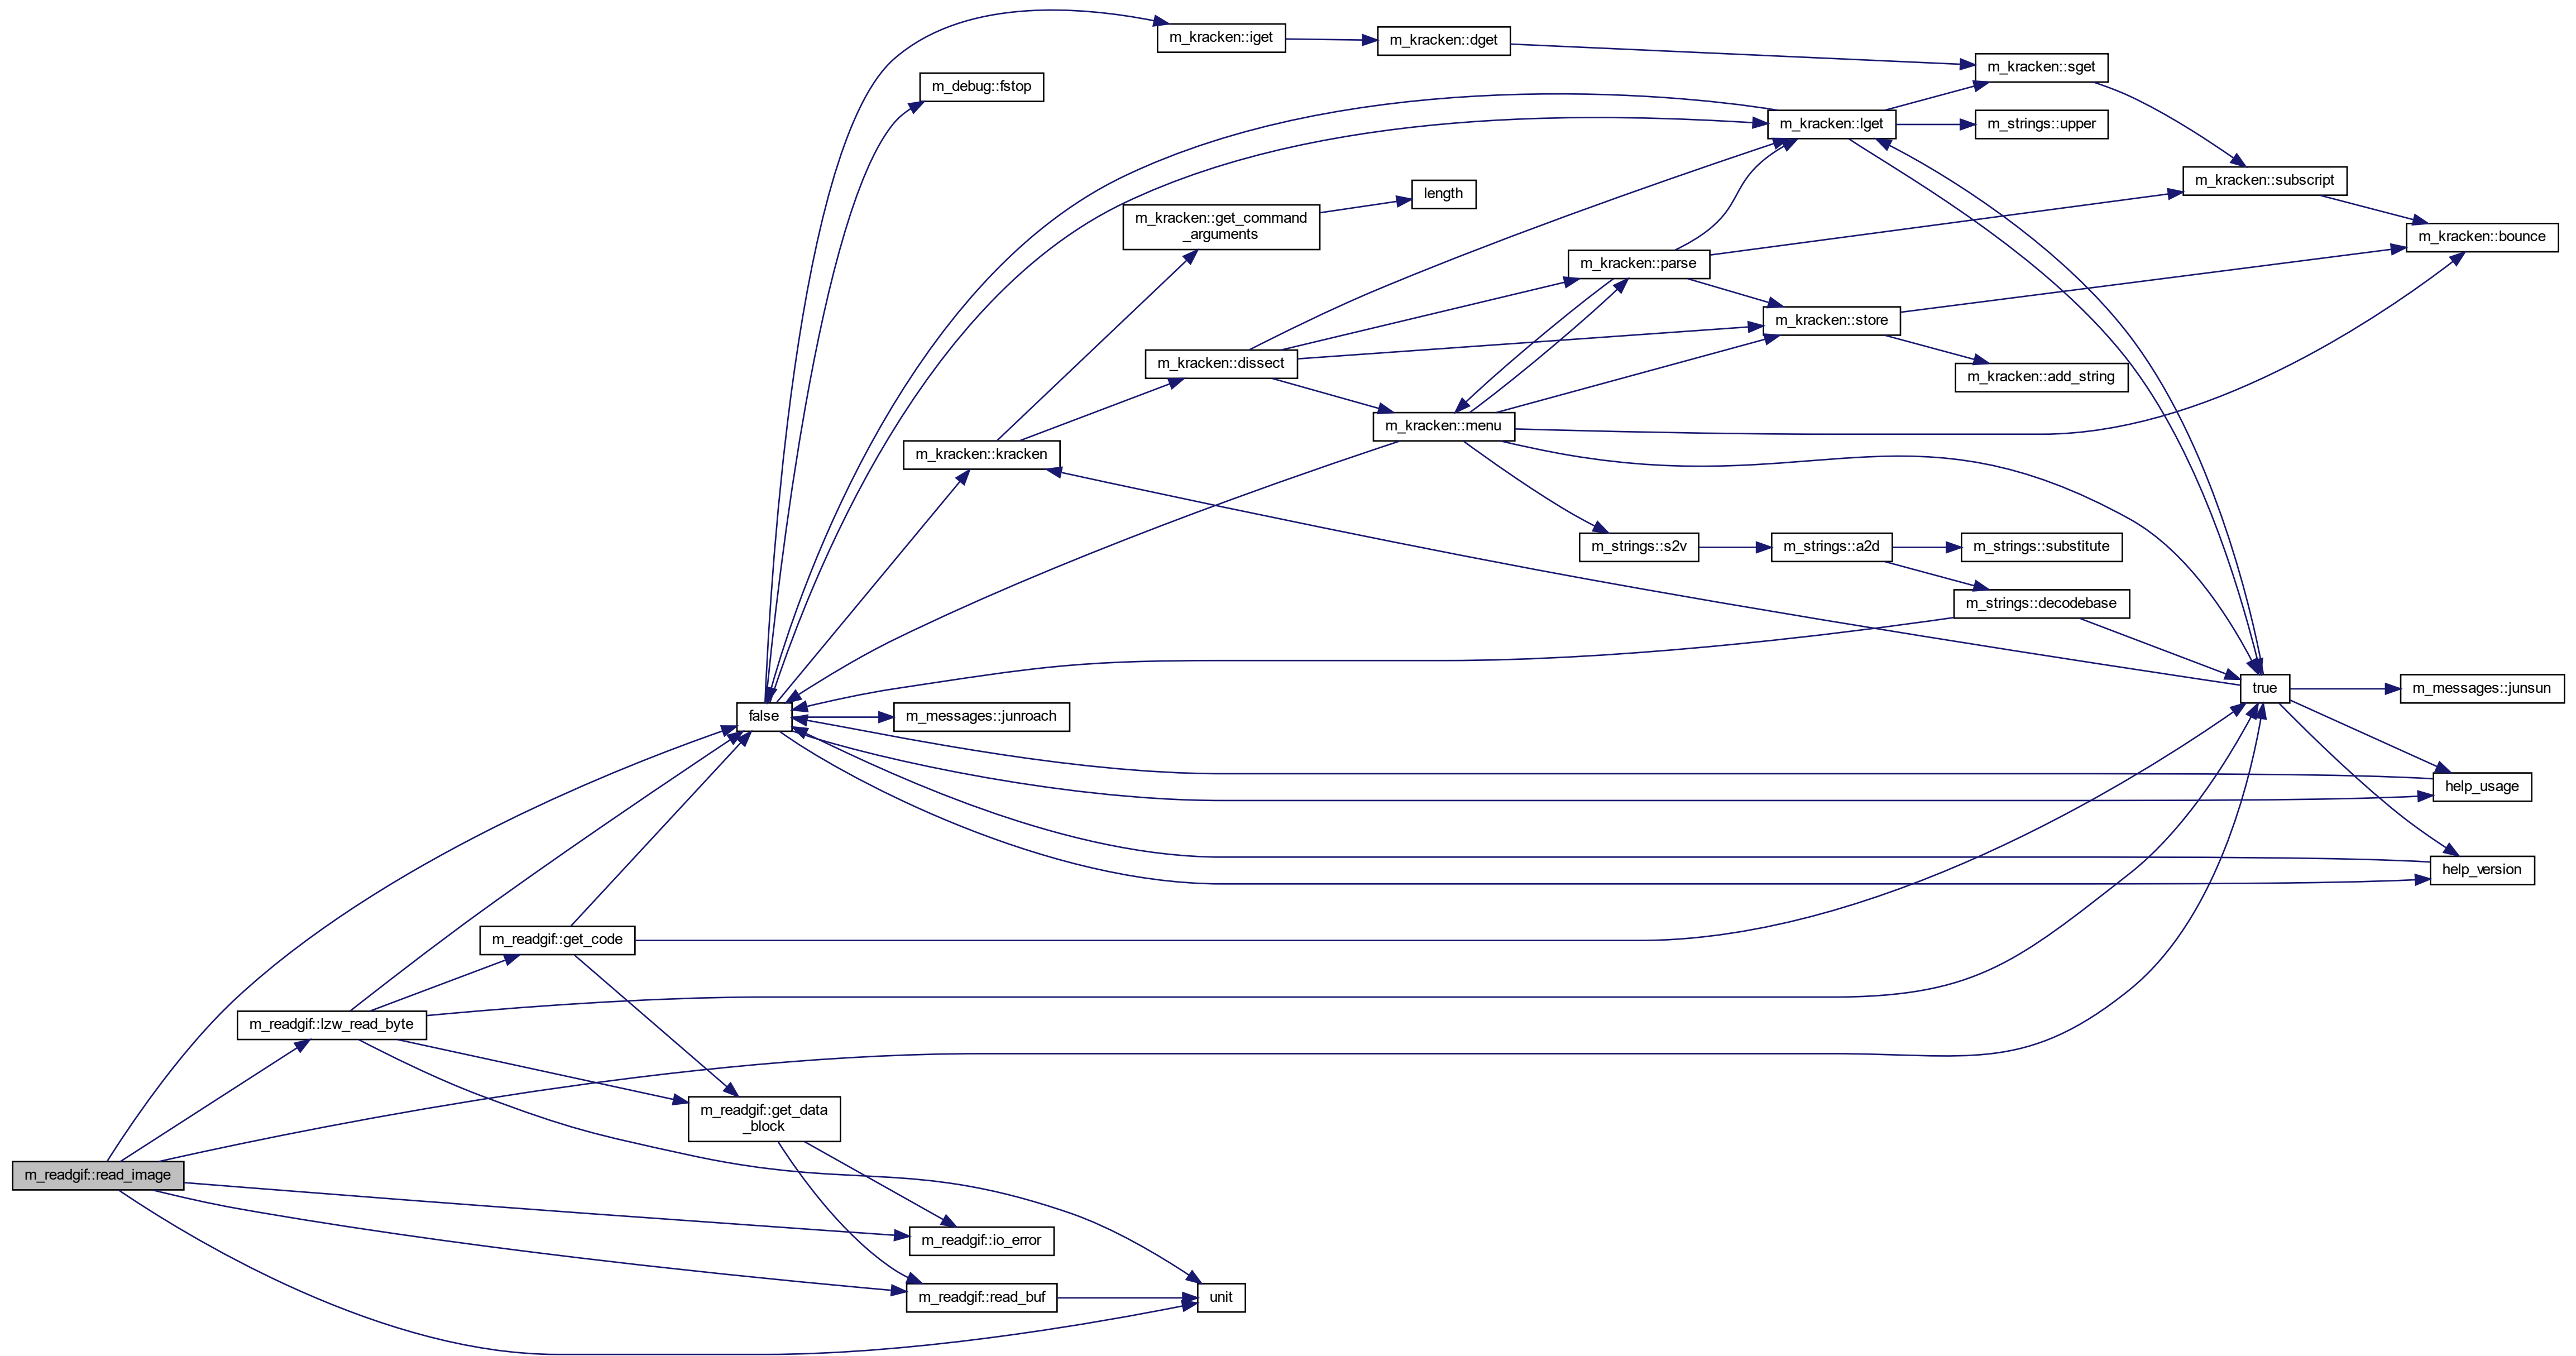 m_kracken::iget
m_kracken::dget
m_kracken::sget
m_debug::fstop
m_kracken::lget
m_strings::upper
m_kracken::subscript
length
m_kracken::get_command
_arguments
m_kracken::bounce
m_kracken::parse
m_kracken::store
m_kracken::dissect
m_kracken::add_string
m_kracken::menu
m_kracken::kracken
m_strings::s2v
m_strings::a2d
m_strings::substitute
m_strings::decodebase
true
m_messages::junsun
false
m_messages::junroach
help_usage
help_version
m_readgif::get_code
m_readgif::lzw_read_byte
m_readgif::get_data
_block
m_readgif::read_image
m_readgif::io_error
m_readgif::read_buf
unit